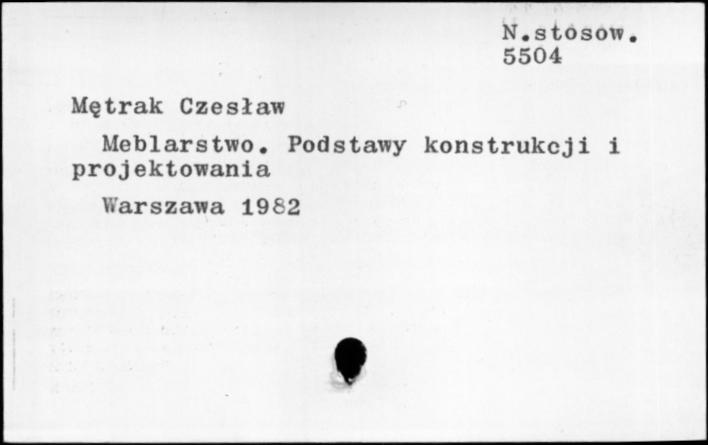 N.stosow.
5504
Mętrak Czesław
Meblarstwo. Podstawy konstrukcji i
projektowania
Warszawa 1982